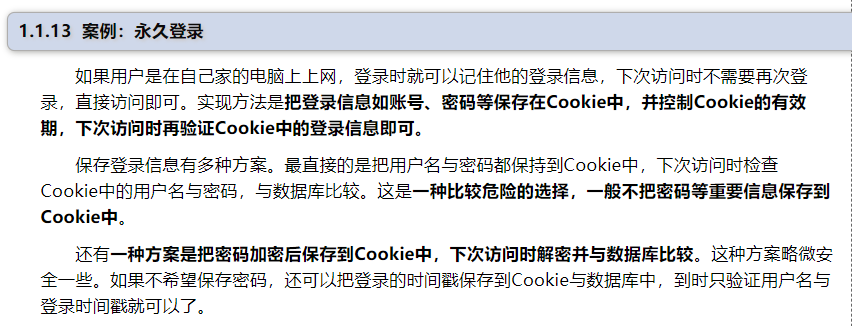 1.1.13 案例：永久登录
如果用户是在自己家的电脑上上网，登录时就可以记住他的登录信息，下次访问时不需要再次登
录，直接访问即可。实现方法是把登录信息如账号、密码等保存在Cookie中，并控制Cookie的有效
期，下次访问时再验证Cookie中的登录信息即可。
保存登录信息有多种方案。最直接的是把用户名与密码都保持到Cookie中，下次访问时检查
Cookie中的用户名与密码，与数据库比较。这是一种比较危险的选择，一般不把密码等重要信息保存到
Cookie中。
还有一种方案是把密码加密后保存到Cookie中，下次访问时解密并与数据库比较。这种方案略微安
全一些。如果不希望保存密码，还可以把登录的时间戳保存到Cookie与数据库中，到时只验证用户名与
登录时间戳就可以了。